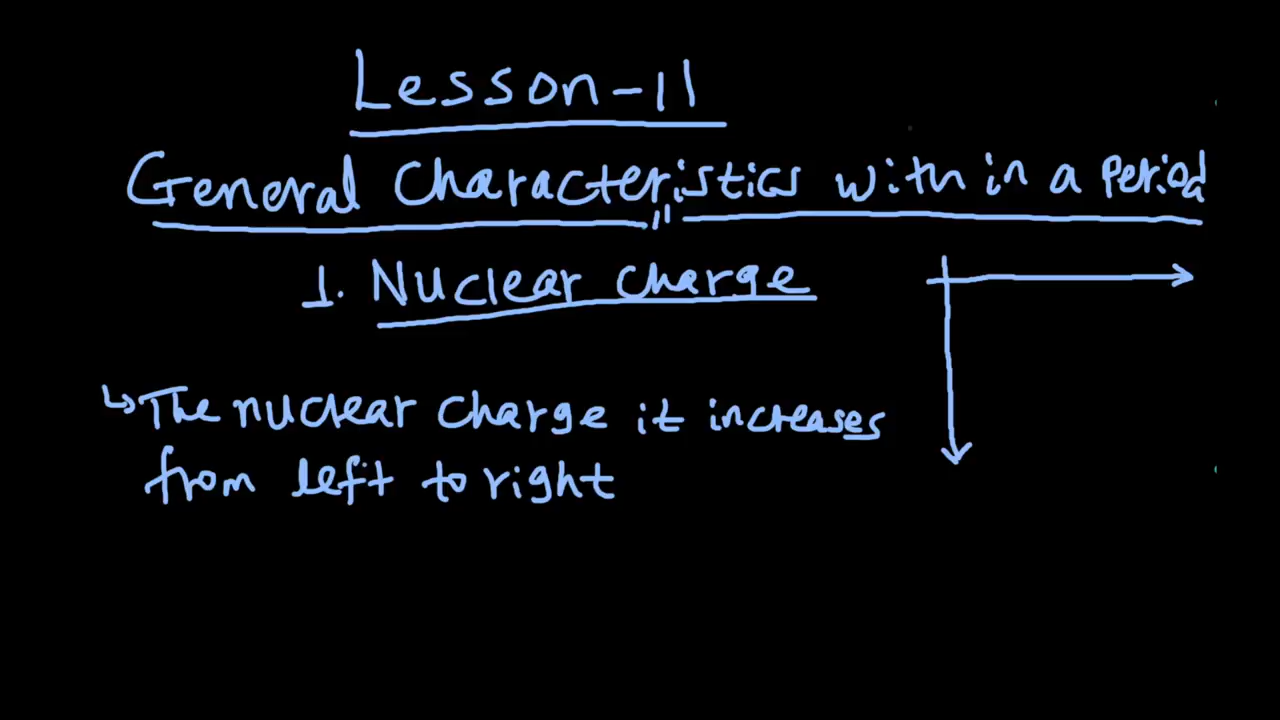 Lesson-11
General Characteristics with in a Period
1. Nuclear charge
↳ The nuclear charge it increases
from left to right